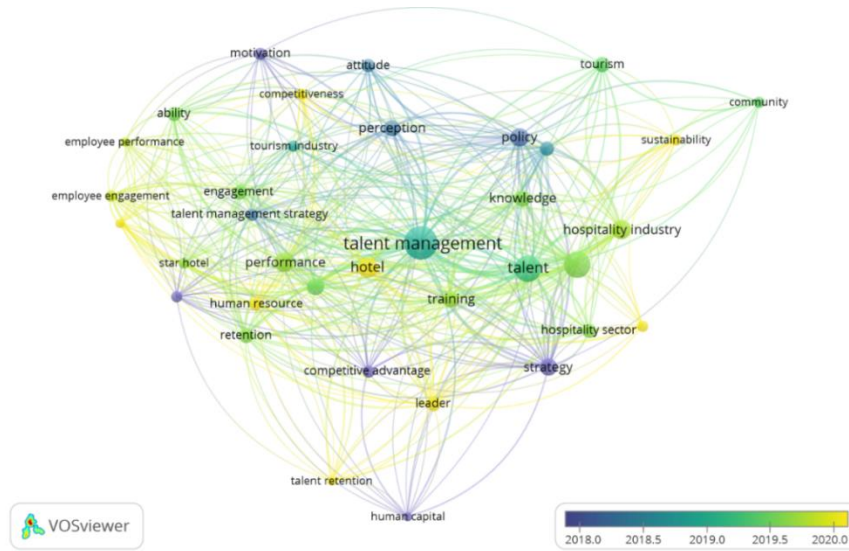 motivation
attitude
tourism
competitiveness
community
ability
perception
policy
employee performance
tourism industry
sustainability
employee engagement
engagement
knowledge
talent management strategy
hospitality industry
talent management
star hotel
performance
hotel
talent
human resource
training
retention
hospitality sector
competitive advantage
strategy
leader
talent retention
human capital
VOSviewer
2018.0 2018.5 2019.0 2019.5 2020.0